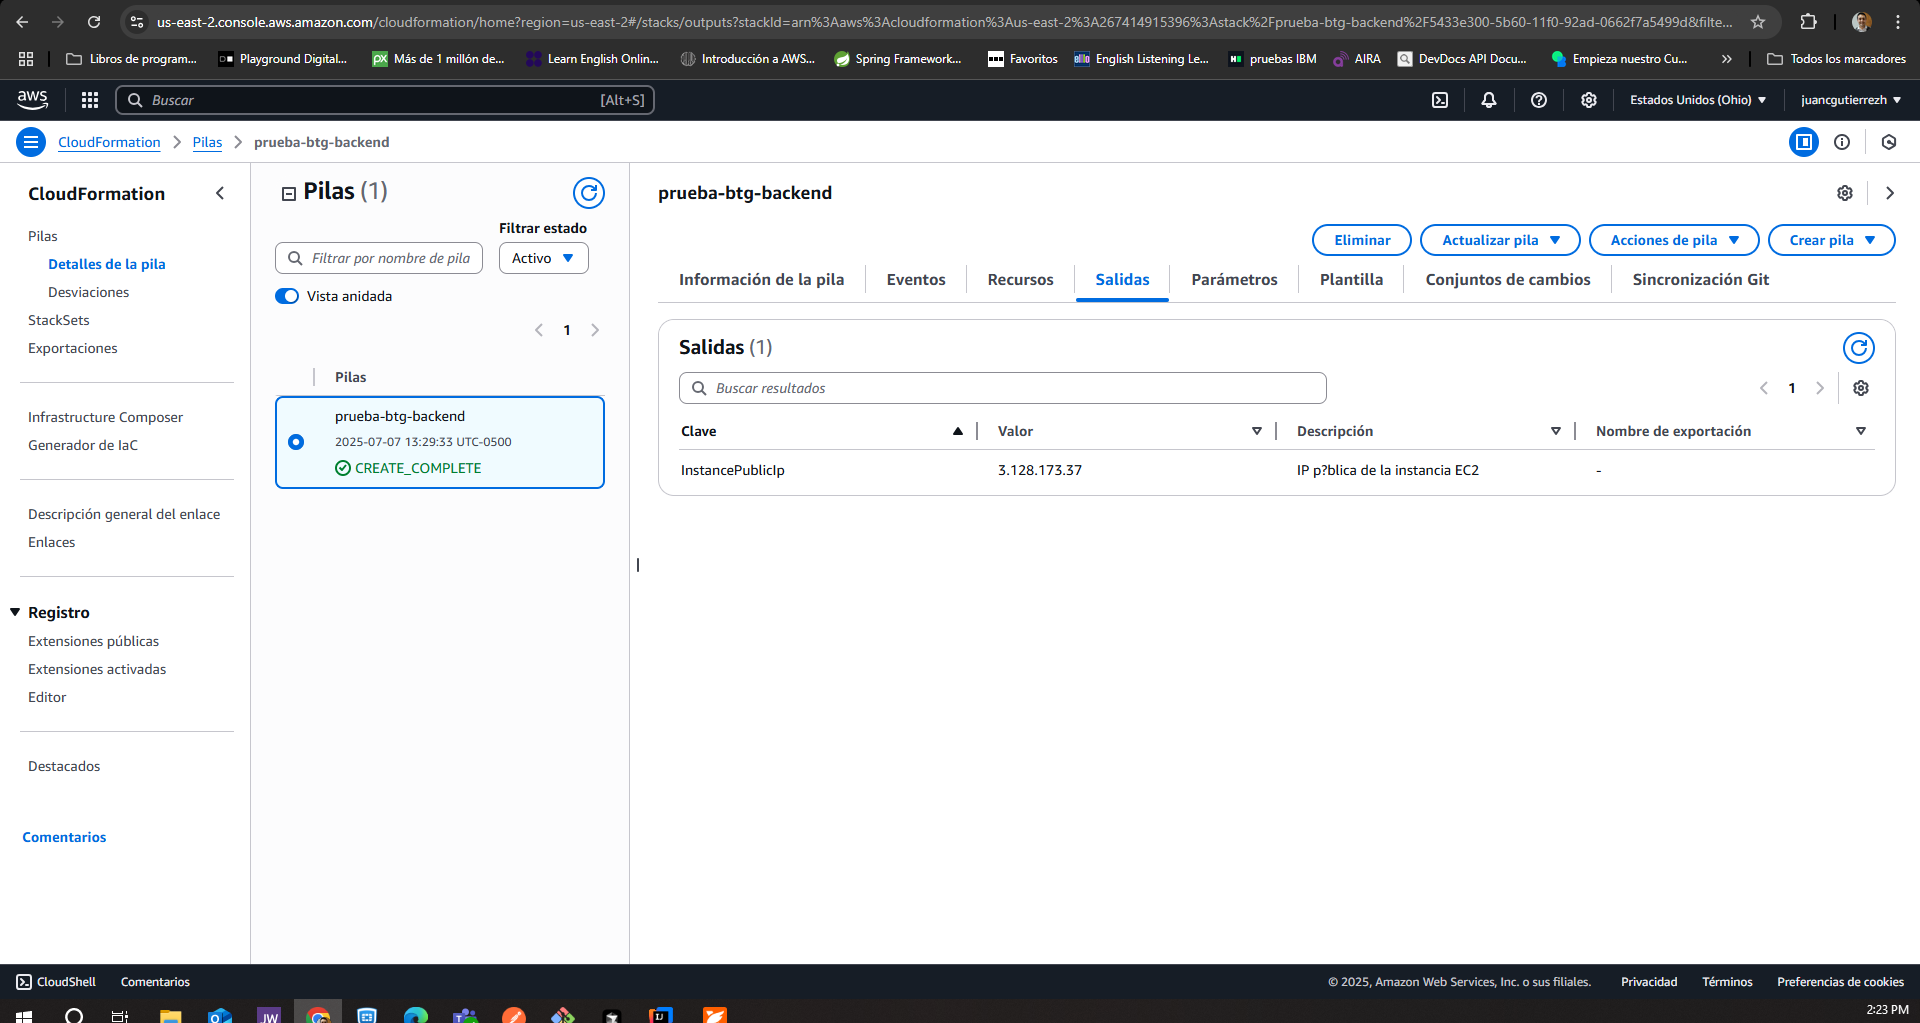 us-east-2.console.aws.amazon.com/cloudformation/home?region=us-east-2#/stacks/outputs?stackId=arn%3Aaws%3Acloudformation%3Aus-east-2%3A267414915396%3Astack%2Fprueba-btg-backend%2F5433e300-5b60-11f0-92ad-0662f7a5499d&filte...
Libros de program... Playground Digital... Más de 1 millón de... Learn English Onlin... Introducción a AWS... Spring Framework... Favoritos English Listening Le... pruebas IBM AIRA DevDocs API Docu... Empieza nuestro Cu... » Todos los marcadores
aws Buscar [Alt+S] Estados Unidos (Ohio) juancgutierrezh
CloudFormation Pilas prueba-btg-backend
CloudFormation
Pilas
Detalles de la pila
Desviaciones
StackSets
Exportaciones
Infrastructure Composer
Generador de IaC
Descripción general del enlace
Enlaces
Registro
Extensiones públicas
Extensiones activadas
Editor
Destacados
Comentarios
Pilas (1)
Filtrar estado
Filtrar por nombre de pila Activo
Vista anidada
1
Pilas
prueba-btg-backend
2025-07-07 13:29:33 UTC-0500
CREATE_COMPLETE
prueba-btg-backend
Eliminar Actualizar pila Acciones de pila Crear pila
Información de la pila Eventos Recursos Salidas Parámetros Plantilla Conjuntos de cambios Sincronización Git
Salidas (1)
Buscar resultados 1
Clave Valor Descripción Nombre de exportación
InstancePublicIp 3.128.173.37 IP p?blica de la instancia EC2 -
CloudShell Comentarios © 2025, Amazon Web Services, Inc. o sus filiales. Privacidad Términos Preferencias de cookies
JW IJ
2:23 PM